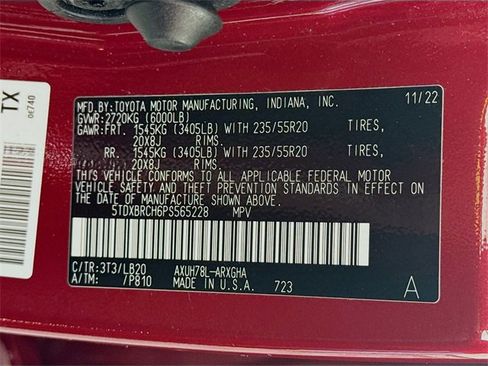 TX
0E740
MFD.BY:TOYOTA MOTOR MANUFACTURING, INDIANA, INC. 11/22
GVWR:2720KG (6000LB)
GAWR:FRT. 1545KG (3405LB) WITH 235/55R20 TIRES,
20X8J RIMS.
RR. 1545KG (3405LB) WITH 235/55R20 TIRES,
20X8J RIMS.
THIS VEHICLE CONFORMS TO ALL APPLICABLE FEDERAL MOTOR
VEHICLE SAFETY AND THEFT PREVENTION STANDARDS IN EFFECT ON
THE DATE OF MANUFACTURE SHOWN ABOVE.
5TDXBRCH6PS565228 MPV
C/TR:3T3/LB20 AXUH78L-ARXGHA
A/TM: /P810 MADE IN U.S.A. 723
A